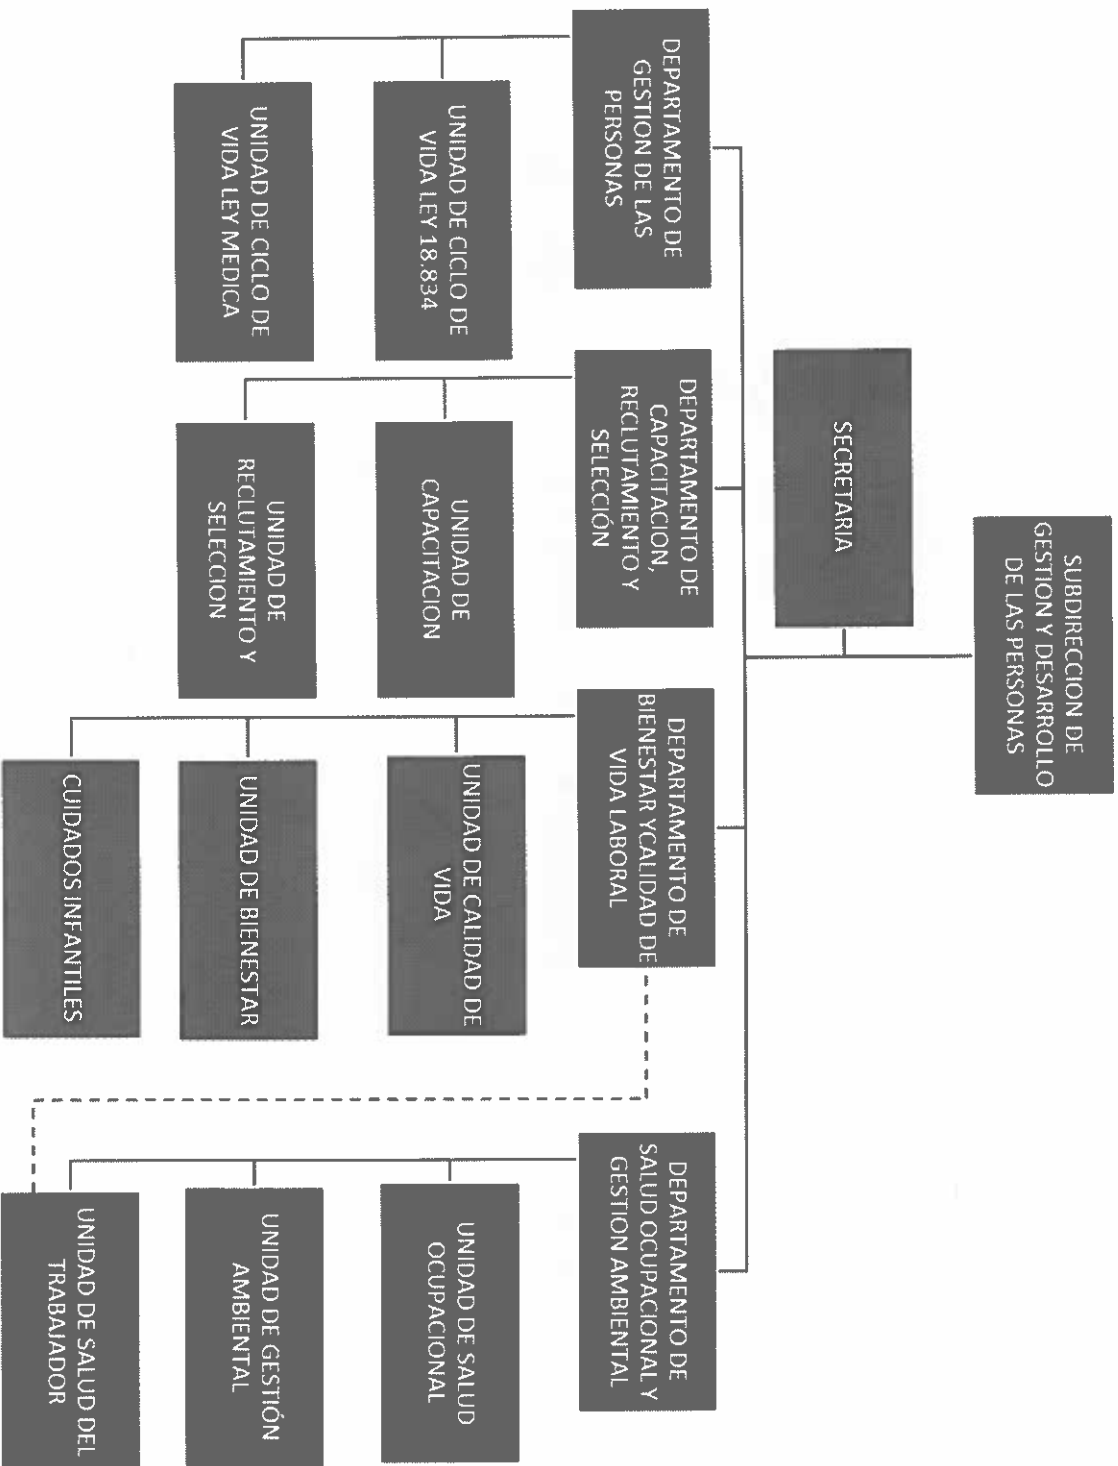 SUBDIRECCION DE
GESTION Y DESARROLLO
DE LAS PERSONAS
SECRETARIA
DEPARTAMENTO DE
GESTION DE LAS
PERSONAS
UNIDAD DE CICLO DE
VIDA LEY 18.834
UNIDAD DE CICLO DE
VIDA LEY MEDICA
DEPARTAMENTO DE
CAPACITACION,
RECLUTAMIENTO Y
SELECCIÓN
UNIDAD DE
CAPACITACION
UNIDAD DE
RECLUTAMIENTO Y
SELECCION
DEPARTAMENTO DE
BIENESTAR YCALIDAD DE
VIDA LABORAL
UNIDAD DE CALIDAD DE
VIDA
UNIDAD DE BIENESTAR
CUIDADOS INFANTILES
DEPARTAMENTO DE
SALUD OCUPACIONAL Y
GESTION AMBIENTAL
UNIDAD DE SALUD
OCUPACIONAL
UNIDAD DE GESTIÓN
AMBIENTAL
UNIDAD DE SALUD DEL
TRABAJADOR